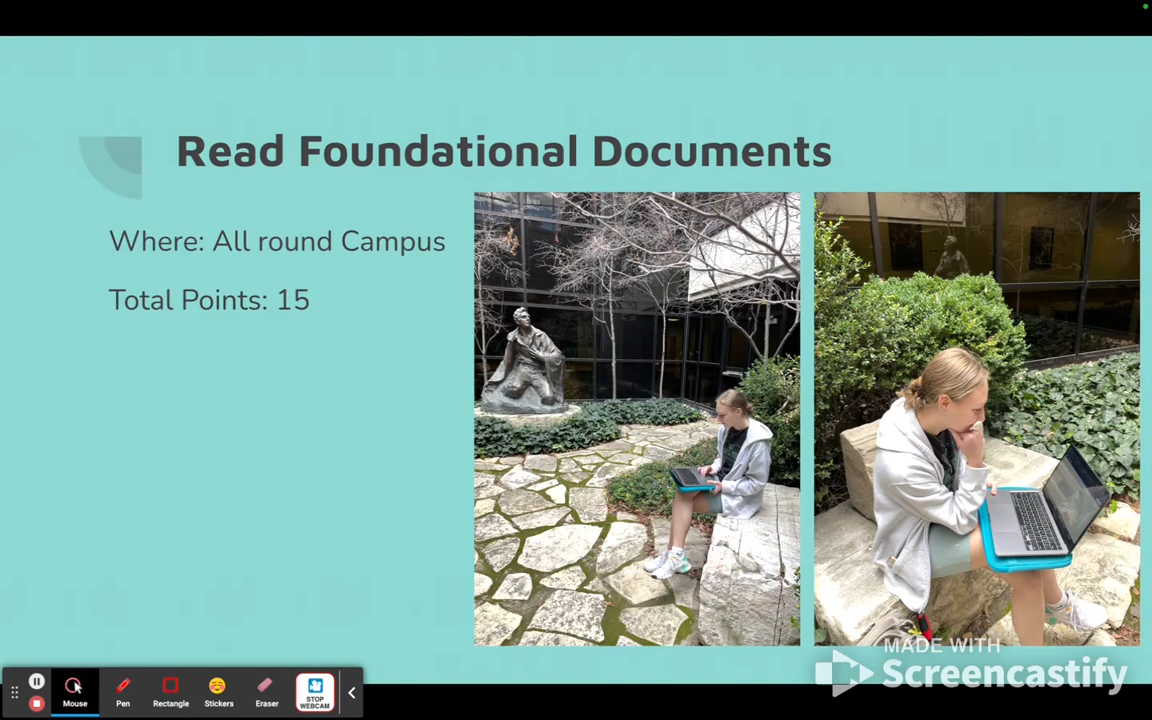 Read Foundational Documents
Where: All round Campus
Total Points: 15
MADE WITH
Screencastify
Mouse
Pen
Rectangle
Stickers
Eraser
STOP
WEBCAM